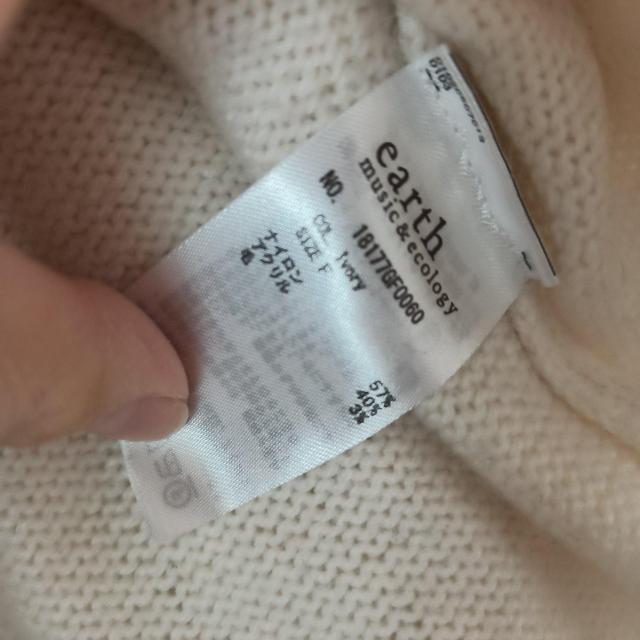 earth
music&ecology
NO. 18177GF0060
COL Ivory
SIZE F
ナイロン 57%
アクリル 40%
毛 3%